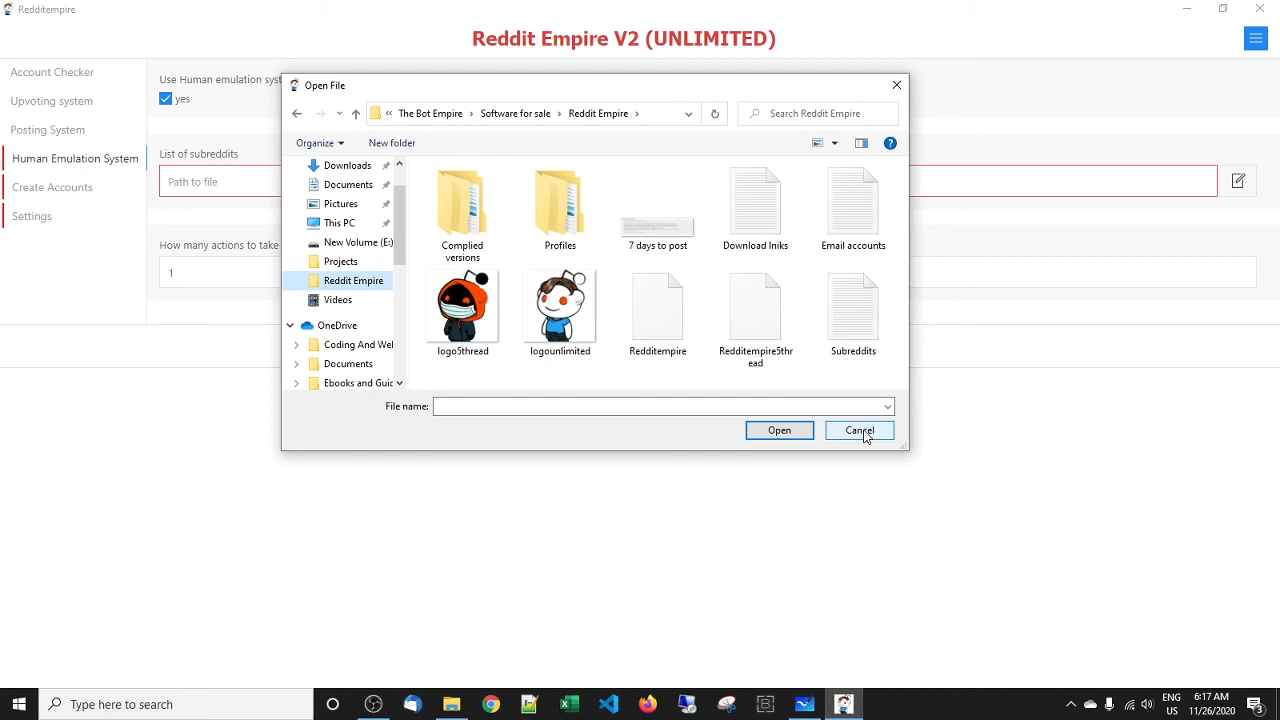 Redditempire
Reddit Empire V2 (UNLIMITED)
Account Checker
Upvoting system
Posting System
Human Emulation System
Create Accounts
Settings
Use Human emulation syst
yes
List of subreddits
Path to file
How many actions to take
1
Open File
« The Bot Empire › Software for sale › Reddit Empire ›
Search Reddit Empire
Organize
New folder
Downloads
Documents
Pictures
This PC
New Volume (E:)
Projects
Reddit Empire
Videos
OneDrive
Coding And Wel
Documents
Ebooks and Guid
Complied
versions
Profiles
7 days to post
Download lniks
Email accounts
logo5thread
logounlimited
Redditempire
Redditempire5thr
ead
Subreddits
File name:
Open
Cancel
Type here to search
ENG
US
6:17 AM
11/26/2020
3